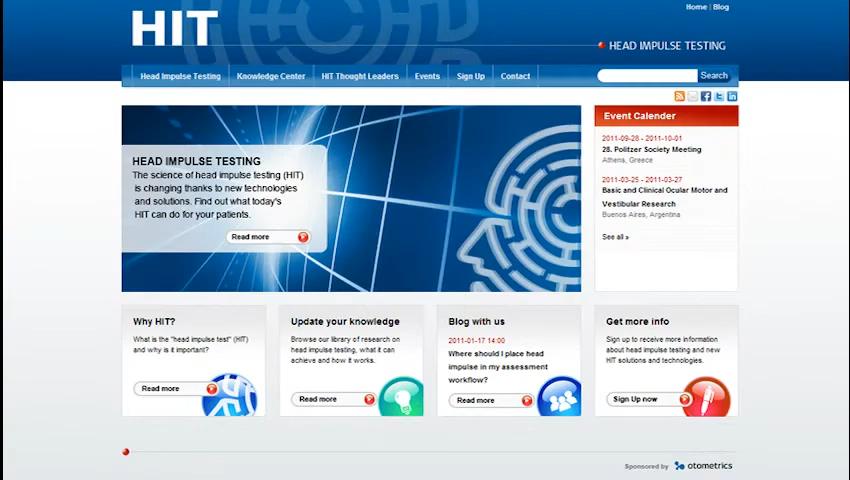 HIT
Home | Blog
HEAD IMPULSE TESTING
Head Impulse Testing
Knowledge Center
HIT Thought Leaders
Events
Sign Up
Contact
Search
HEAD IMPULSE TESTING
The science of head impulse testing (HIT)
is changing thanks to new technologies
and solutions. Find out what today's
HIT can do for your patients.
Read more
Event Calender
2011-09-28 - 2011-10-01
28. Politzer Society Meeting
Athens, Greece
2011-03-25 - 2011-03-27
Basic and Clinical Ocular Motor and
Vestibular Research
Buenos Aires, Argentina
See all »
Why HIT?
What is the "head impulse test" (HIT)
and why is it important?
Read more
Update your knowledge
Browse our library of research on
head impulse testing, what it can
achieve and how it works.
Read more
Blog with us
2011-01-17 14:00
Where should I place head
impulse in my assessment
workflow?
Read more
Get more info
Sign up to receive more information
about head impulse testing and new
HIT solutions and technologies.
Sign Up now
Sponsored by otometrics